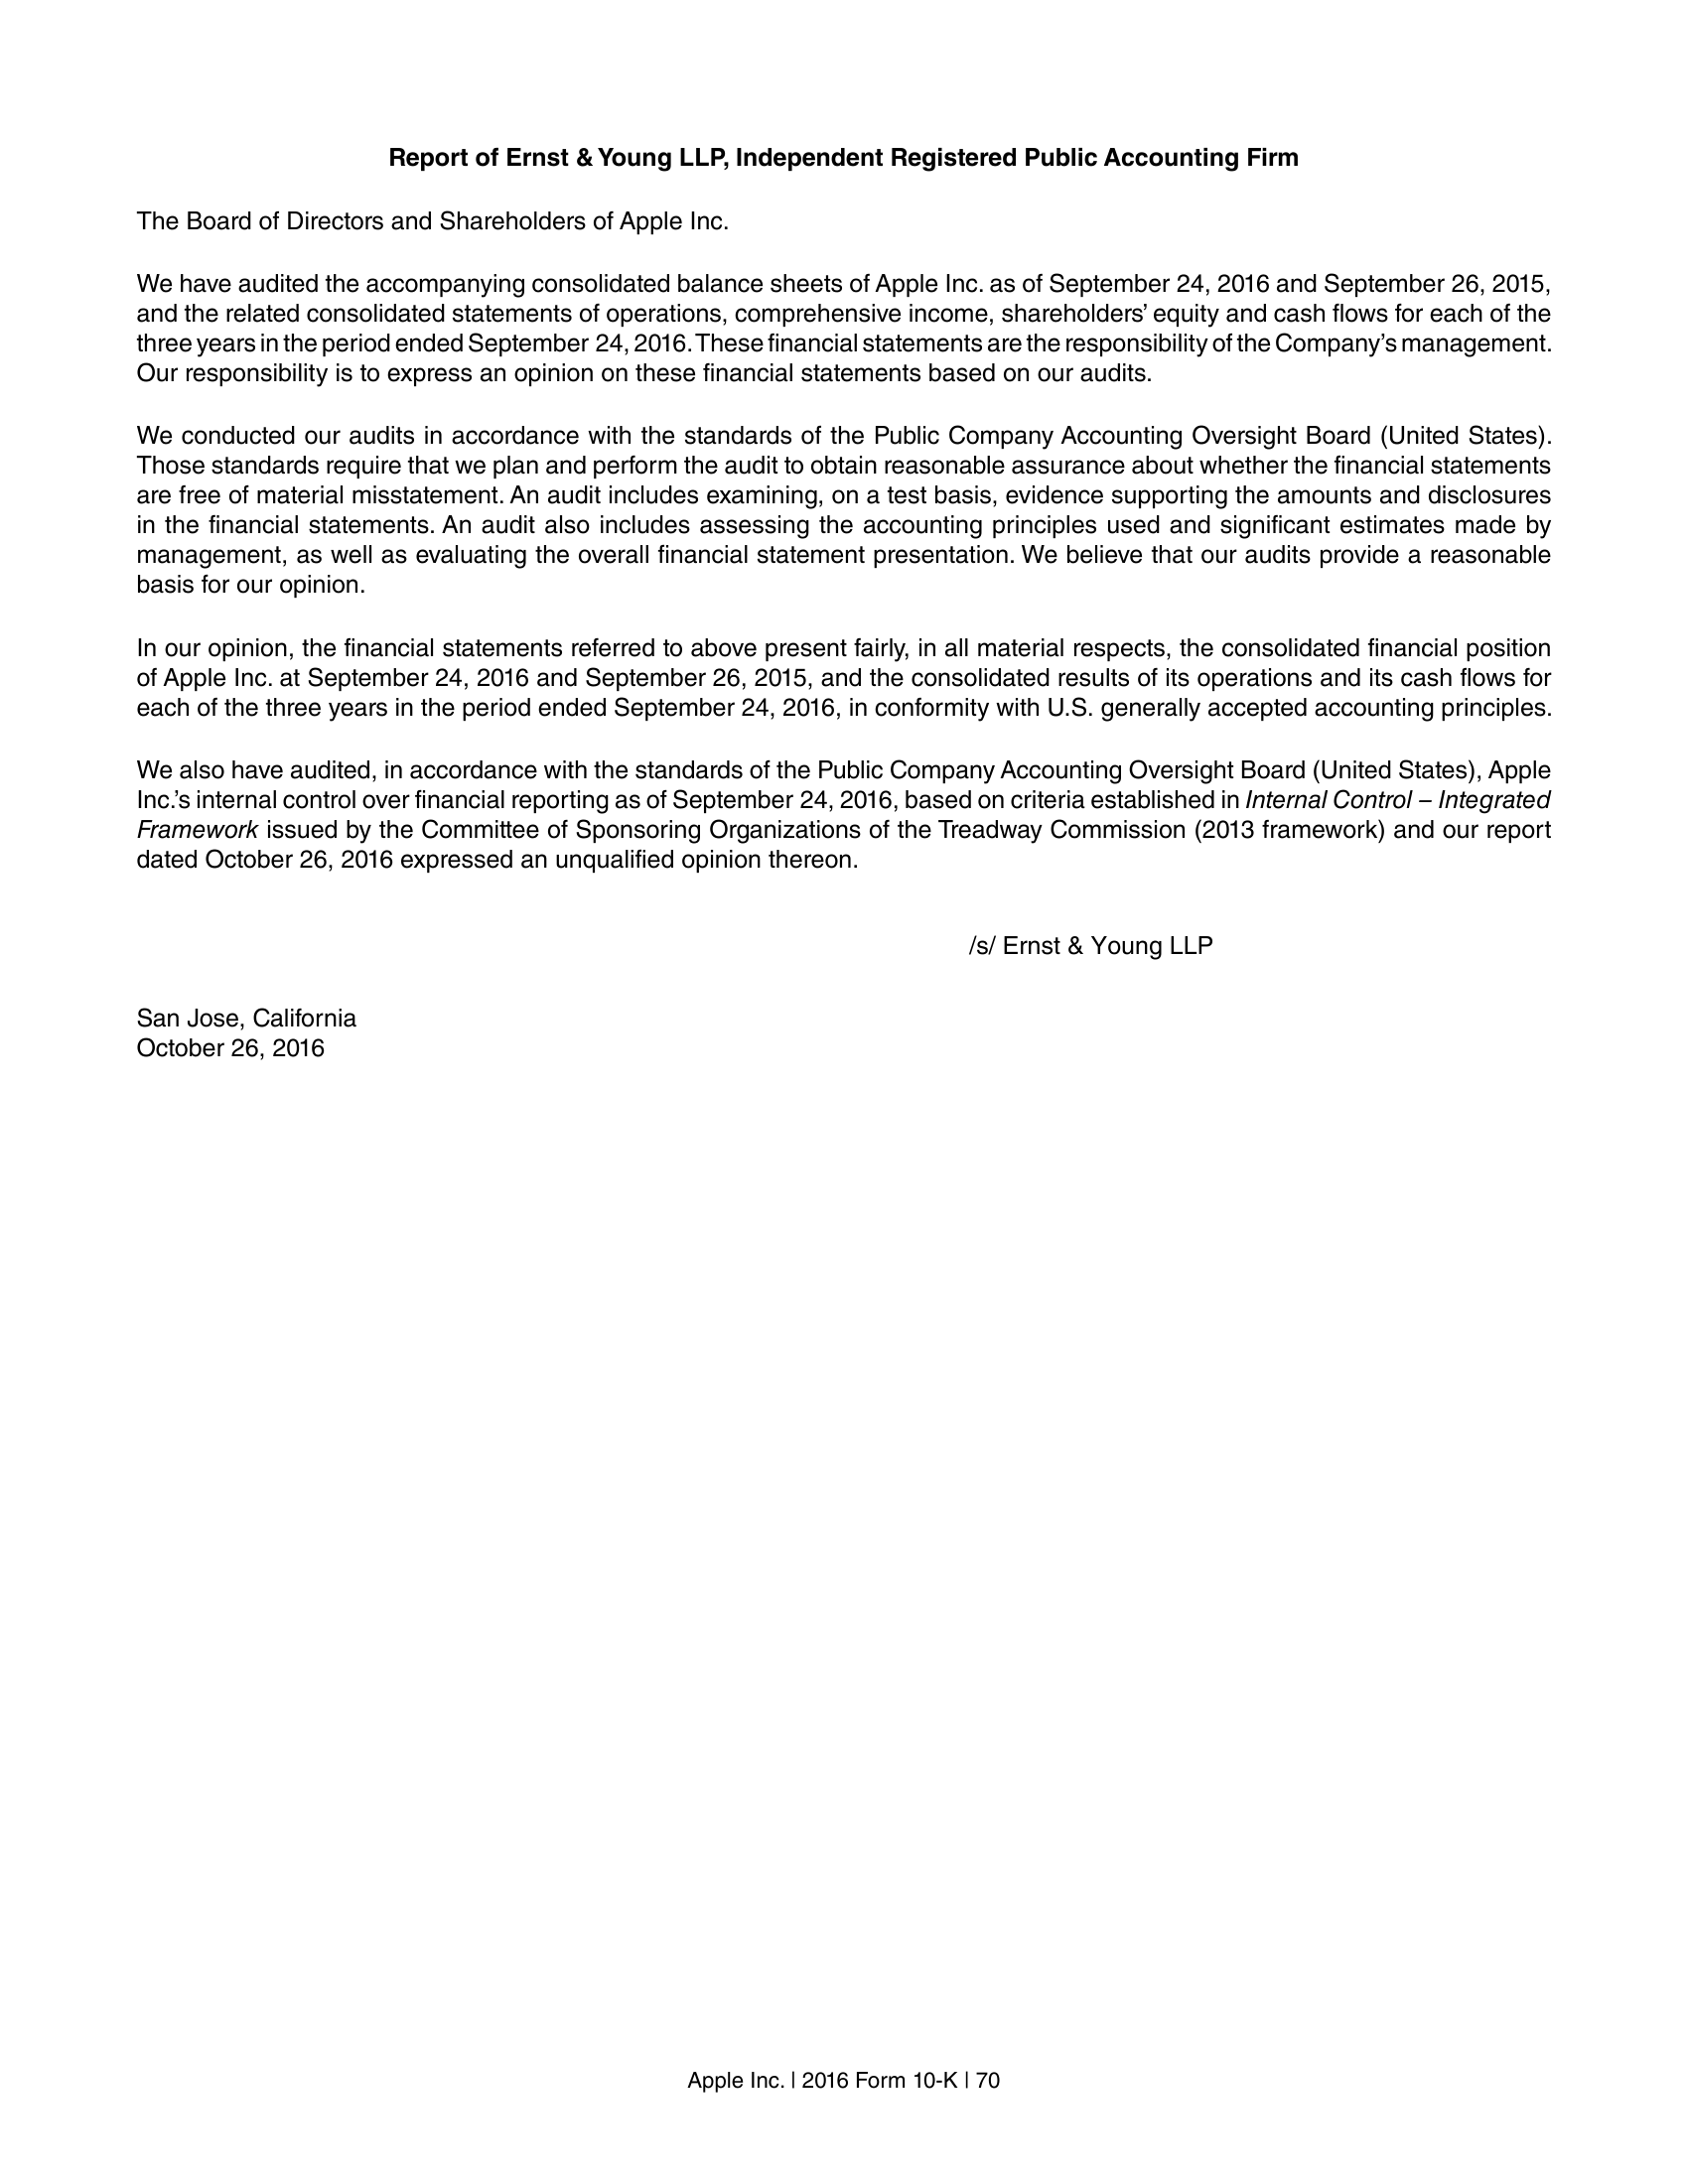 Report of Ernst & Young LLP, Independent Registered Public Accounting Firm
The Board of Directors and Shareholders of Apple Inc.
We have audited the accompanying consolidated balance sheets of Apple Inc. as of September 24, 2016 and September 26, 2015,
and the related consolidated statements of operations, comprehensive income, shareholders’ equity and cash flows for each of the
three years in the period ended September 24, 2016. These financial statements are the responsibility of the Company’s management.
Our responsibility is to express an opinion on these financial statements based on our audits.
We conducted our audits in accordance with the standards of the Public Company Accounting Oversight Board (United States).
Those standards require that we plan and perform the audit to obtain reasonable assurance about whether the financial statements
are free of material misstatement. An audit includes examining, on a test basis, evidence supporting the amounts and disclosures
in the financial statements. An audit also includes assessing the accounting principles used and significant estimates made by
management, as well as evaluating the overall financial statement presentation. We believe that our audits provide a reasonable
basis for our opinion.
In our opinion, the financial statements referred to above present fairly, in all material respects, the consolidated financial position
of Apple Inc. at September 24, 2016 and September 26, 2015, and the consolidated results of its operations and its cash flows for
each of the three years in the period ended September 24, 2016, in conformity with U.S. generally accepted accounting principles.
We also have audited, in accordance with the standards of the Public Company Accounting Oversight Board (United States), Apple
Inc.’s internal control over financial reporting as of September 24, 2016, based on criteria established in Internal Control – Integrated
Framework issued by the Committee of Sponsoring Organizations of the Treadway Commission (2013 framework) and our report
dated October 26, 2016 expressed an unqualified opinion thereon.
/s/ Ernst & Young LLP
San Jose, California
October 26, 2016
Apple Inc. | 2016 Form 10-K | 70